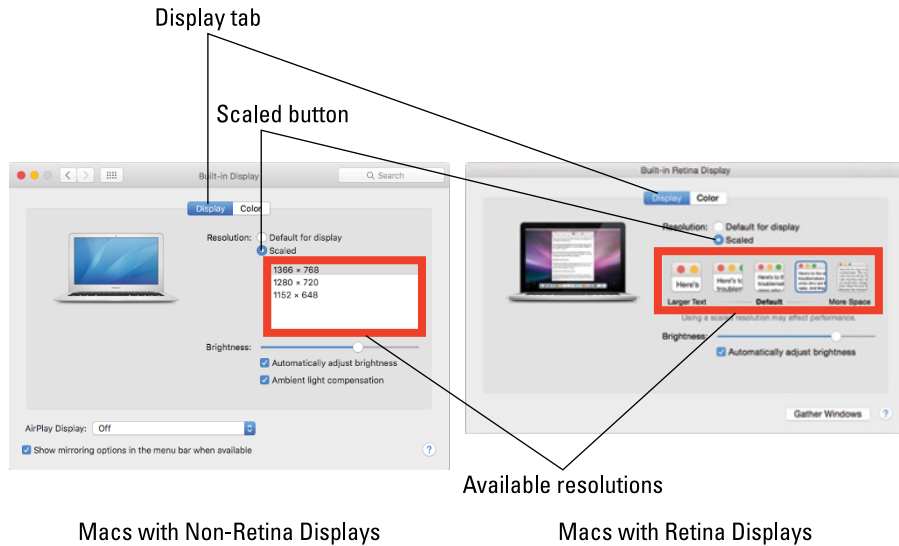 Display tab
Scaled button
Built-in Display
Search
Display Color
Resolution: Default for display
Scaled
1366 × 768
1280 × 720
1152 × 648
Brightness:
Automatically adjust brightness
Ambient light compensation
AirPlay Display: Off
Show mirroring options in the menu bar when available
?
Built-in Retina Display
Display Color
Resolution: Default for display
Scaled
Here's
Larger Text Default More Space
Using a scaled resolution may affect performance.
Brightness:
Automatically adjust brightness
Gather Windows ?
Available resolutions
Macs with Non-Retina Displays
Macs with Retina Displays